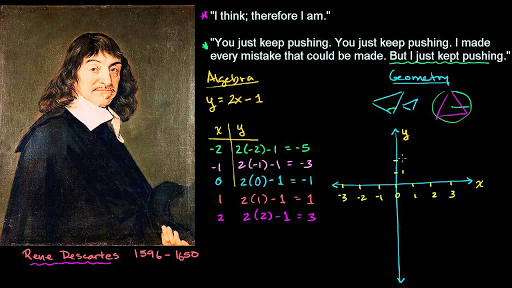 * "I think; therefore I am."
* "You just keep pushing. You just keep pushing. I made
every mistake that could be made. But I just kept pushing."
Algebra
y = 2x - 1
x | y
-2 | 2(-2) - 1 = -5
-1 | 2(-1) - 1 = -3
0 | 2(0) - 1 = -1
1 2(1) - 1 = 1
2 2(2) - 1 = 3
Geometry
y
1
-3 -2 -1 0 1 2 3 x
Rene Descartes 1596 - 1650